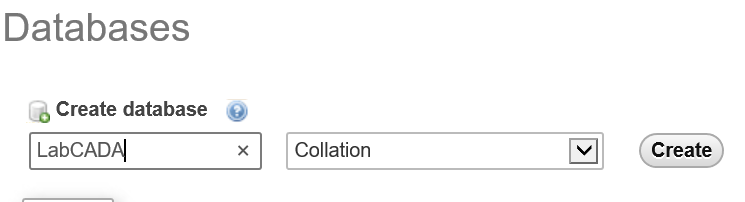 Databases
Create database
LabCADA × Collation Create